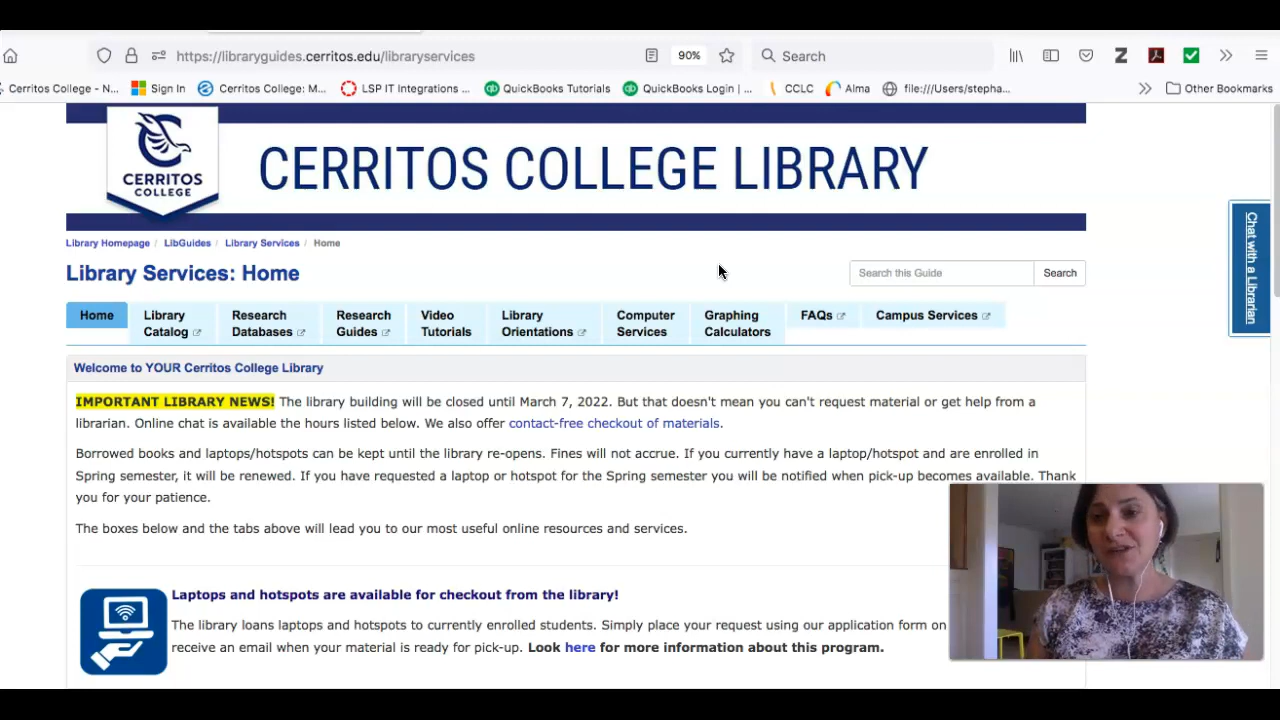 https://libraryguides.cerritos.edu/libraryservices
90%
Search
Z
Cerritos College - N...
Sign In
Cerritos College: M...
LSP IT Integrations ...
QuickBooks Tutorials
QuickBooks Login | ...
CCLC
Alma
file:///Users/stepha...
Other Bookmarks
CERRITOS COLLEGE
CERRITOS COLLEGE LIBRARY
Chat with a Librarian
Library Homepage / LibGuides / Library Services / Home
Library Services: Home
Search this Guide
Search
Home
Library
Catalog
Research
Databases
Research
Guides
Video
Tutorials
Library
Orientations
Computer
Services
Graphing
Calculators
FAQs
Campus Services
Welcome to YOUR Cerritos College Library
IMPORTANT LIBRARY NEWS! The library building will be closed until March 7, 2022. But that doesn't mean you can't request material or get help from a
librarian. Online chat is available the hours listed below. We also offer contact-free checkout of materials.
Borrowed books and laptops/hotspots can be kept until the library re-opens. Fines will not accrue. If you currently have a laptop/hotspot and are enrolled in
Spring semester, it will be renewed. If you have requested a laptop or hotspot for the Spring semester you will be notified when pick-up becomes available. Thank
you for your patience.
The boxes below and the tabs above will lead you to our most useful online resources and services.
Laptops and hotspots are available for checkout from the library!
The library loans laptops and hotspots to currently enrolled students. Simply place your request using our application form on
receive an email when your material is ready for pick-up. Look here for more information about this program.